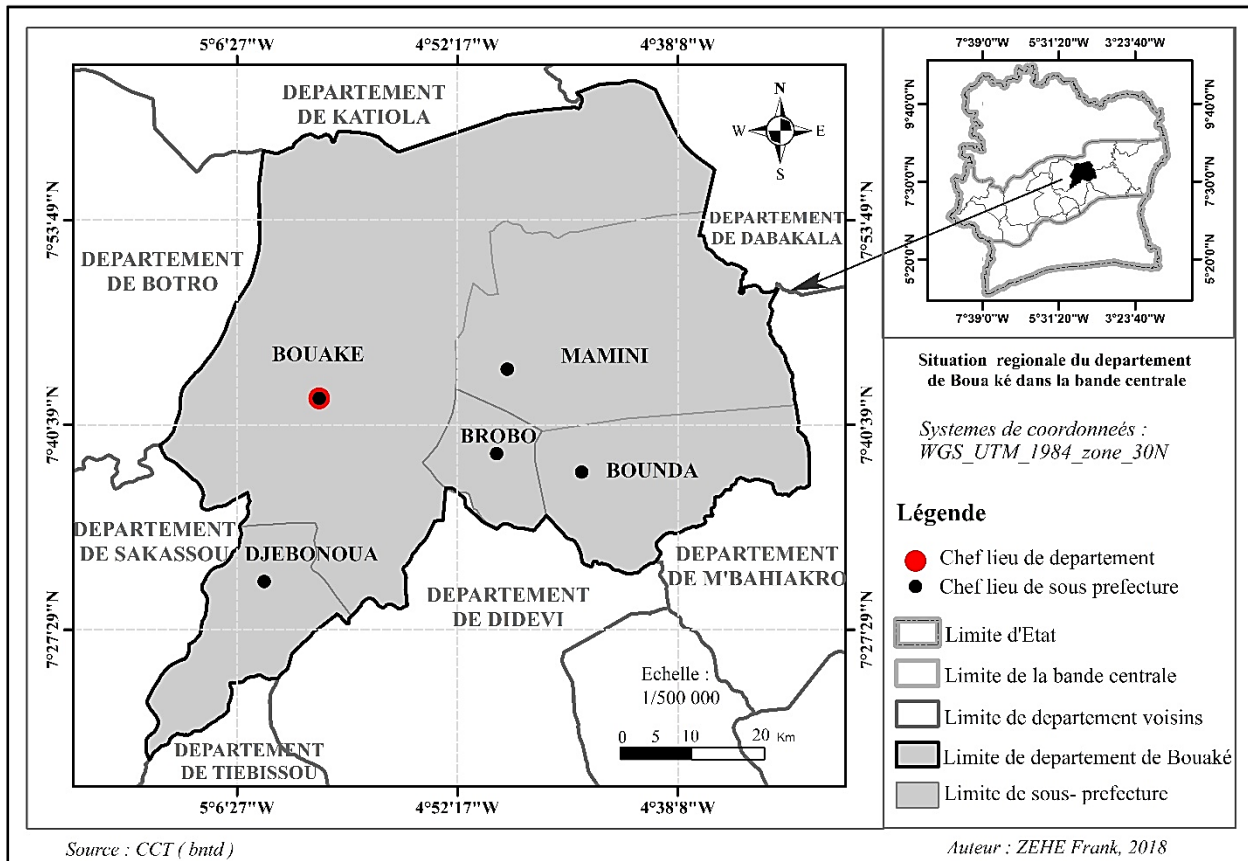 5°6'27"W
4°52'17"W
4°38'8"W
DEPARTEMENT
DE KATIOLA
N
W
E
S
7°53'49"N
7°53'49"N
DEPARTEMENT
DE DABAKALA
DEPARTEMENT
DE BOTRO
BOUAKE
MAMINI
7°40'39"N
7°40'39"N
BROBO
BOUNDA
DEPARTEMENT
DE SAKASSOU
DJEBONOUA
DEPARTEMENT
DE M'BAHIAKRO
DEPARTEMENT
DE DIDEVI
7°27'29"N
7°27'29"N
Echelle :
1/500 000
0 5 10 20 Km
DEPARTEMENT
DE TIEBISSOU
5°6'27"W
4°52'17"W
4°38'8"W
Source : CCT ( bntd )
7°39'0"W
5°31'20"W
3°23'40"W
9°40'0"N
9°40'0"N
7°30'0"N
7°30'0"N
5°20'0"N
5°20'0"N
7°39'0"W
5°31'20"W
3°23'40"W
Situation regionale du departement
de Boua ké dans la bande centrale
Systemes de coordonneés :
WGS_UTM_1984_zone_30N
Légende
Chef lieu de departement
Chef lieu de sous prefecture
Limite d'Etat
Limite de la bande centrale
Limite de departement voisins
Limite de departement de Bouaké
Limite de sous- prefecture
Auteur : ZEHE Frank, 2018